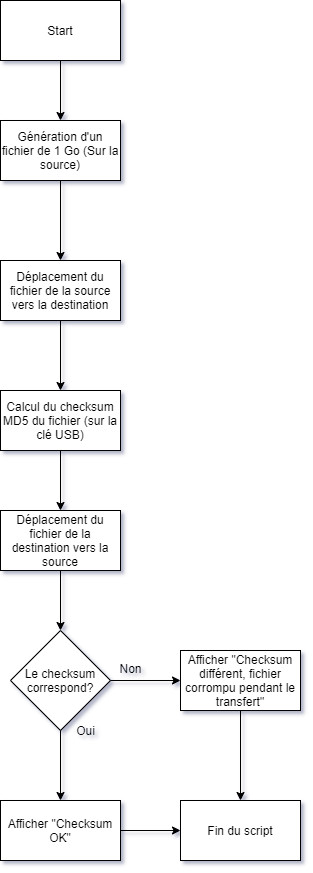 Start
Génération d'un
fichier de 1 Go (Sur la
source)
Déplacement du
fichier de la source
vers la destination
Calcul du checksum
MD5 du fichier (sur la
clé USB)
Déplacement du
fichier de la
destination vers la
source
Le checksum
correspond?
Non
Afficher "Checksum
différent, fichier
corrompu pendant le
transfert"
Oui
Afficher "Checksum
OK"
Fin du script